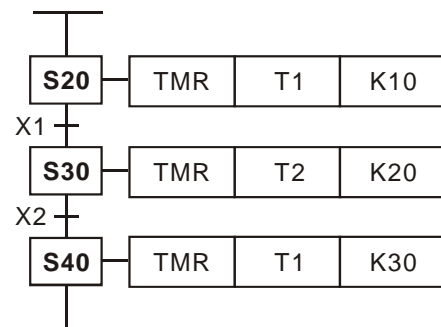 S20 TMR T1 K10
X1
S30 TMR T2 K20
X2
S40 TMR T1 K30